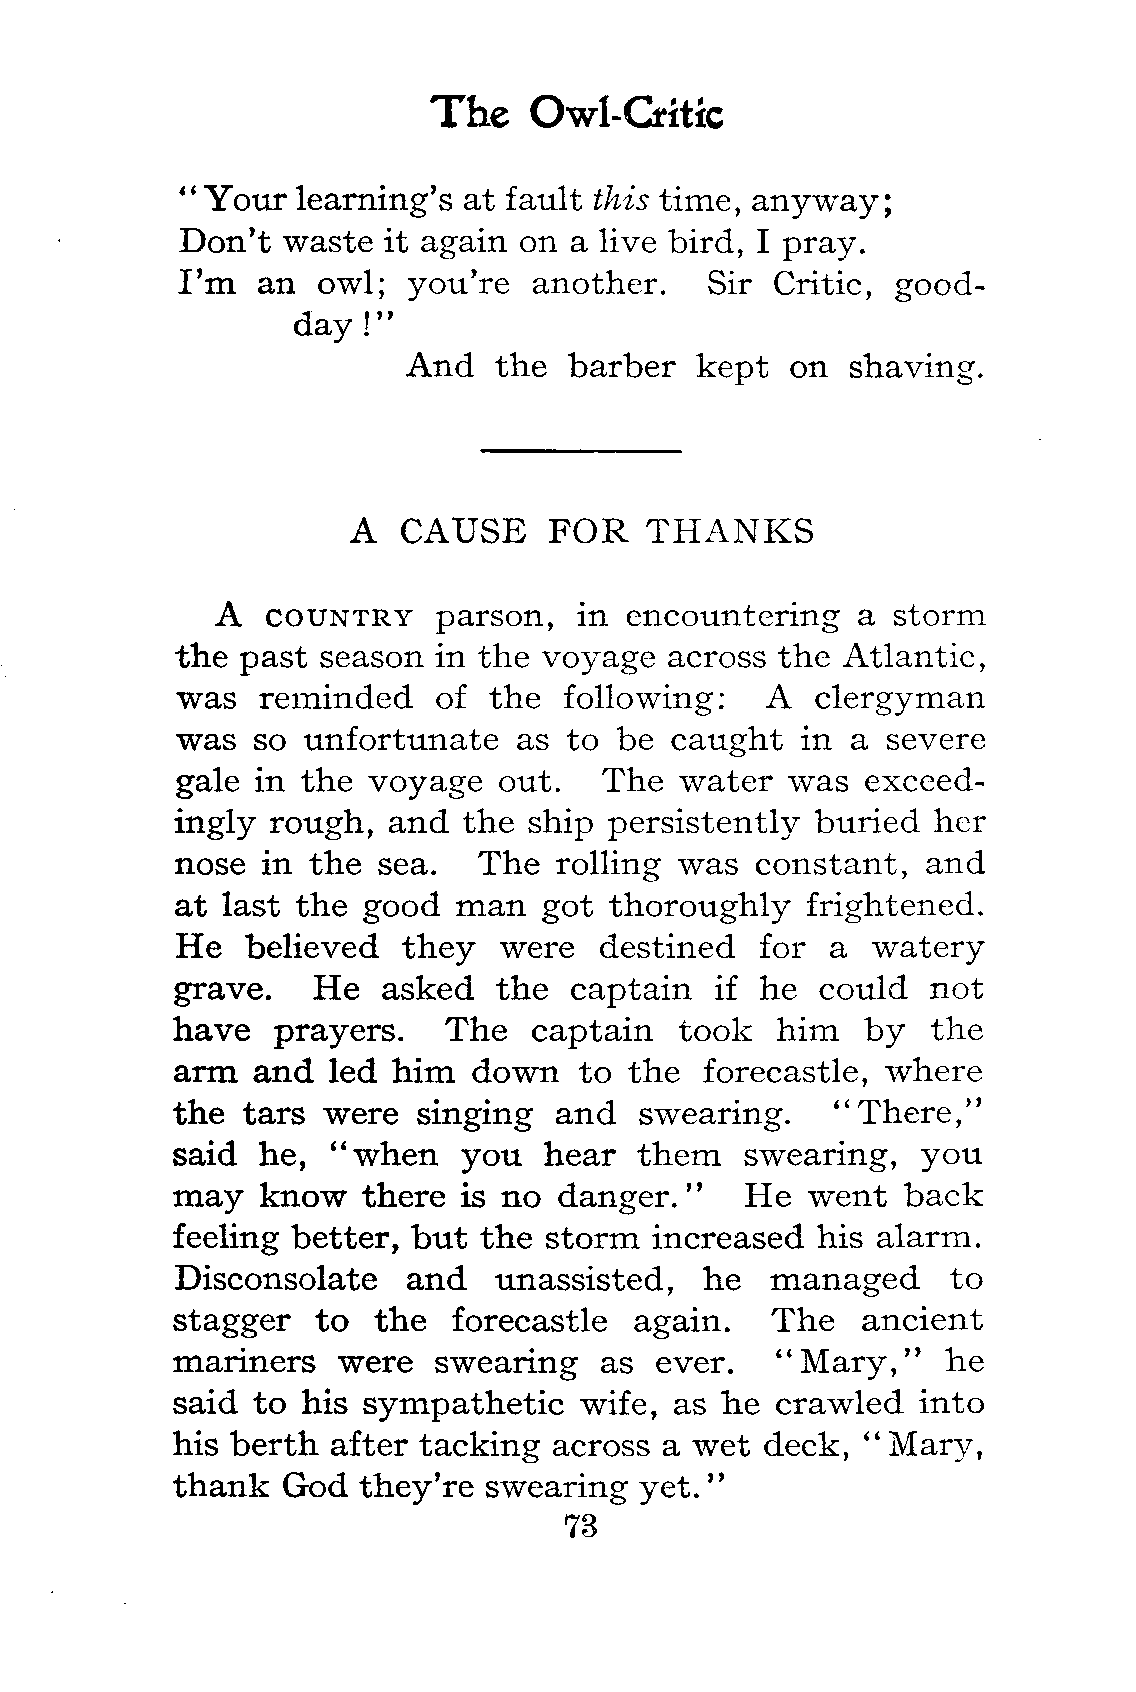 The Owl-Critic
"Your learning's at fault this time, anyway;
Don't waste it again on a live bird, I pray.
I'm an owl; you're another. Sir Critic, good-
day!"
And the barber kept on shaving.
A CAUSE FOR THANKS
A COUNTRY parson, in encountering a storm
the past season in the voyage across the Atlantic,
was reminded of the following: A clergyman
was so unfortunate as to be caught in a severe
gale in the voyage out. The water was exceed-
ingly rough, and the ship persistently buried her
nose in the sea. The rolling was constant, and
at last the good man got thoroughly frightened.
He believed they were destined for a watery
grave. He asked the captain if he could not
have prayers. The captain took him by the
arm and led him down to the forecastle, where
the tars were singing and swearing. "There,"
said he, "when you hear them swearing, you
may know there is no danger." He went back
feeling better, but the storm increased his alarm.
Disconsolate and unassisted, he managed to
stagger to the forecastle again. The ancient
mariners were swearing as ever. "Mary," he
said to his sympathetic wife, as he crawled into
his berth after tacking across a wet deck, "Mary,
thank God they're swearing yet."
73